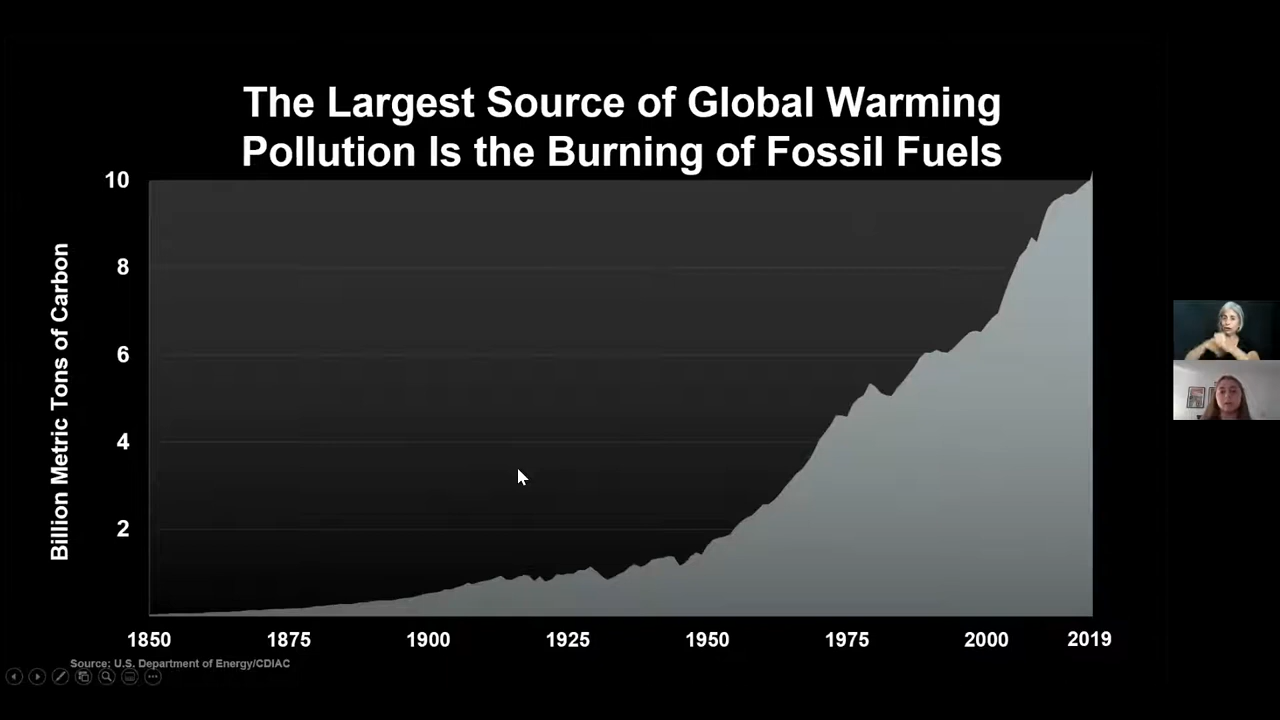 The Largest Source of Global Warming
Pollution Is the Burning of Fossil Fuels
Billion Metric Tons of Carbon
10
8
6
4
2
1850 1875 1900 1925 1950 1975 2000 2019
Source: U.S. Department of Energy/CDIAC